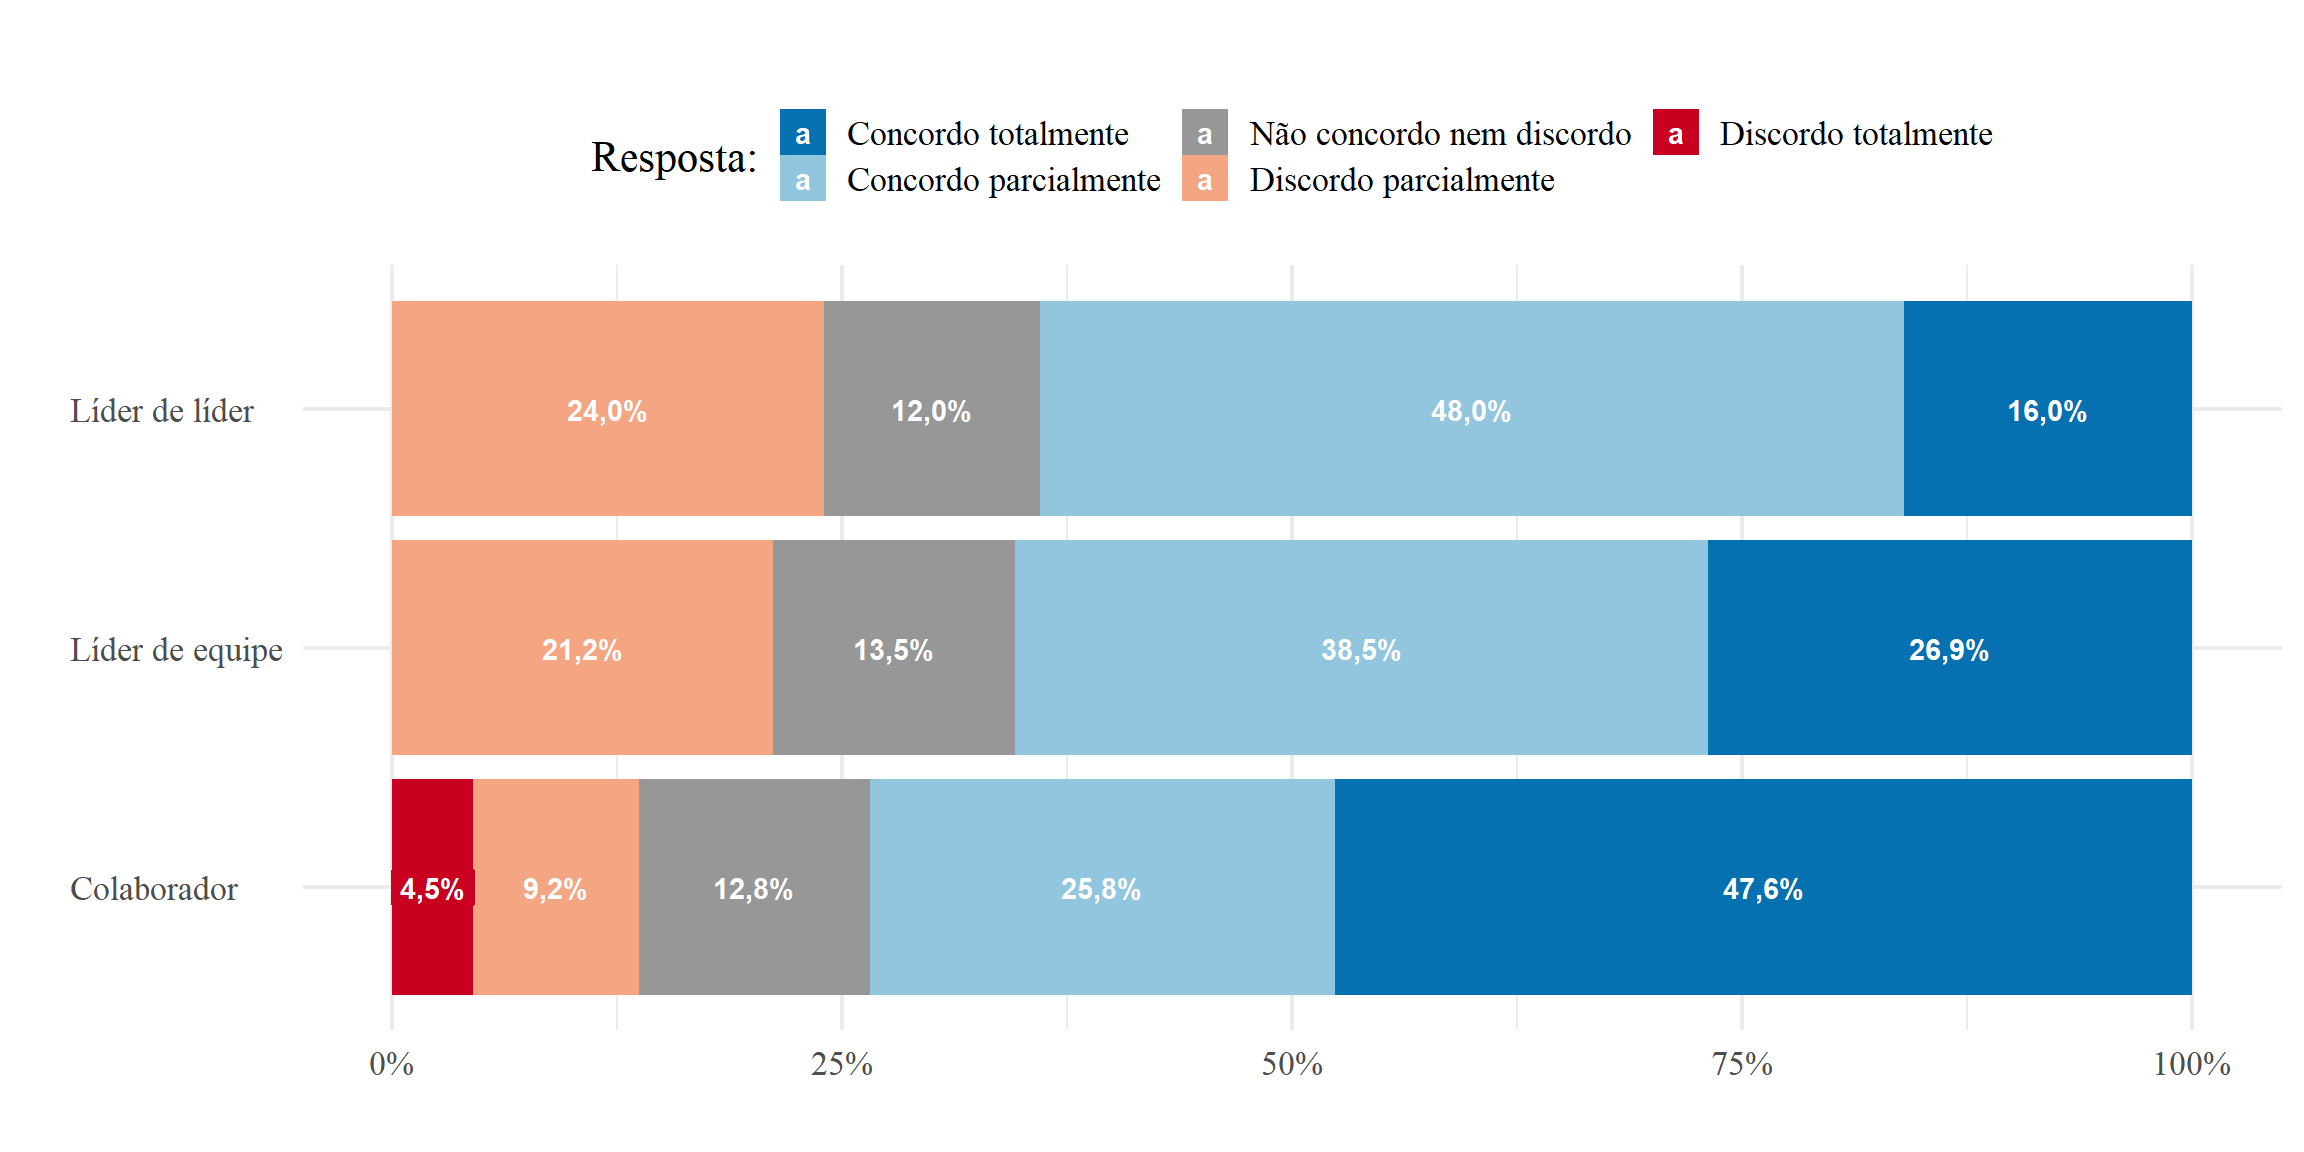 Resposta:
a Concordo totalmente
a Concordo parcialmente
a Não concordo nem discordo
a Discordo parcialmente
a Discordo totalmente
Líder de líder
24,0% 12,0% 48,0% 16,0%
Líder de equipe
21,2% 13,5% 38,5% 26,9%
Colaborador
4,5% 9,2% 12,8% 25,8% 47,6%
0% 25% 50% 75% 100%